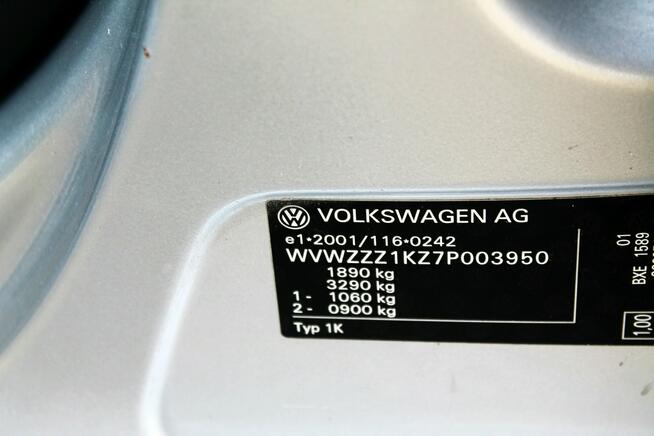 VOLKSWAGEN AG
e1*2001/116*0242
WVWZZZ1KZ7P003950
1890 kg
3290 kg
1 - 1060 kg
2 - 0900 kg
Typ 1K
01
BXE 1589
1,00